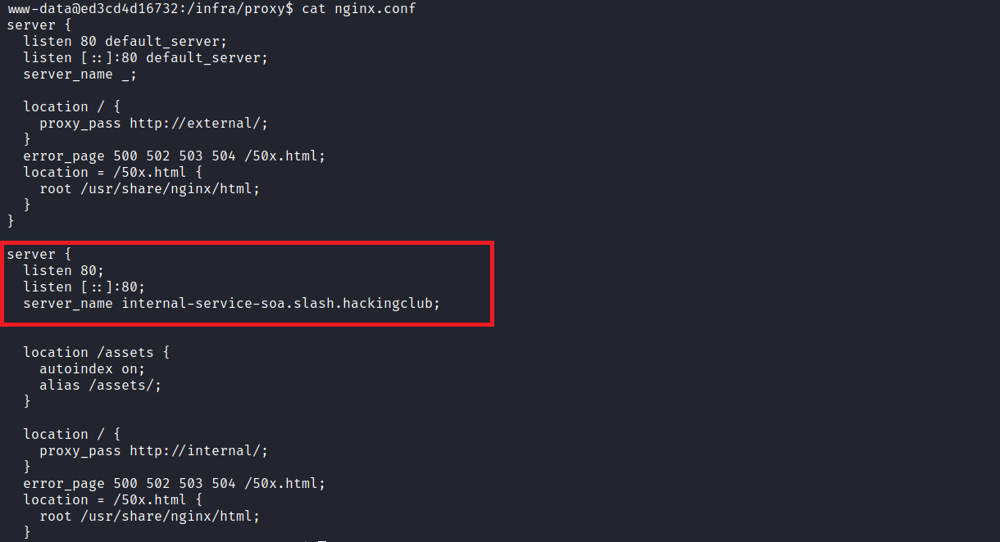 www-data@ed3cd4d16732:/infra/proxy$ cat nginx.conf
server {
  listen 80 default_server;
  listen [::]:80 default_server;
  server_name _;

  location / {
    proxy_pass http://external/;
  }
  error_page 500 502 503 504 /50x.html;
  location = /50x.html {
    root /usr/share/nginx/html;
  }
}

server {
  listen 80;
  listen [::]:80;
  server_name internal-service-soa.slash.hackingclub;

  location /assets {
    autoindex on;
    alias /assets/;
  }

  location / {
    proxy_pass http://internal/;
  }
  error_page 500 502 503 504 /50x.html;
  location = /50x.html {
    root /usr/share/nginx/html;
  }